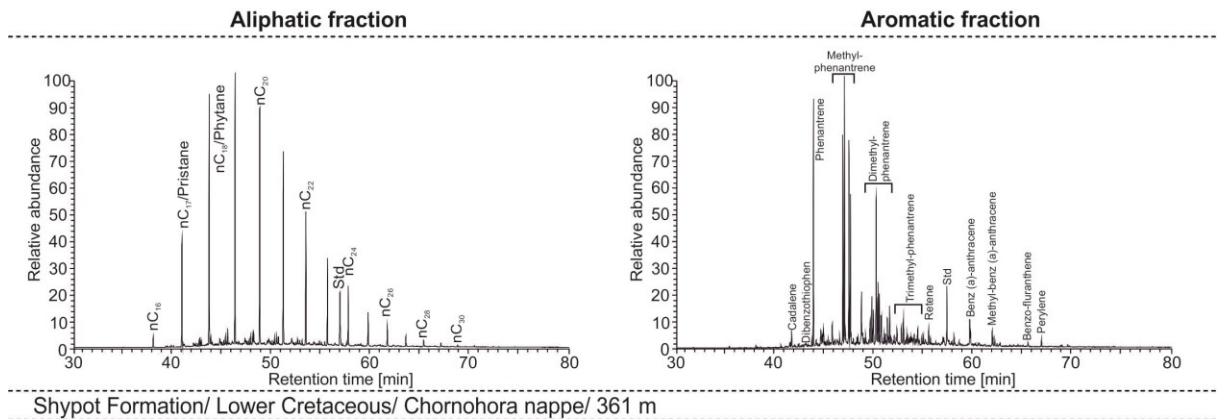 Aliphatic fraction
Aromatic fraction
Relative abundance
100
90
80
70
60
50
40
30
20
10
0
nC16
nC17/Pristane
nC18/Phytane
nC20
nC22
Std
nC24
nC26
nC28
nC30
30
40
50
60
70
80
Retention time [min]
Relative abundance
100
90
80
70
60
50
40
30
20
10
0
Cadalene
Dibenzothiophen
Phenantrene
Methyl-
phenantrene
Dimethyl-
phenantrene
Trimethyl-phenantrene
Retene
Std
Benz (a)-anthracene
Methyl-benz (a)-anthracene
Benzo-fluranthene
Perylene
30
40
50
60
70
80
Retention time [min]
Shypot Formation/ Lower Cretaceous/ Chornohora nappe/ 361 m